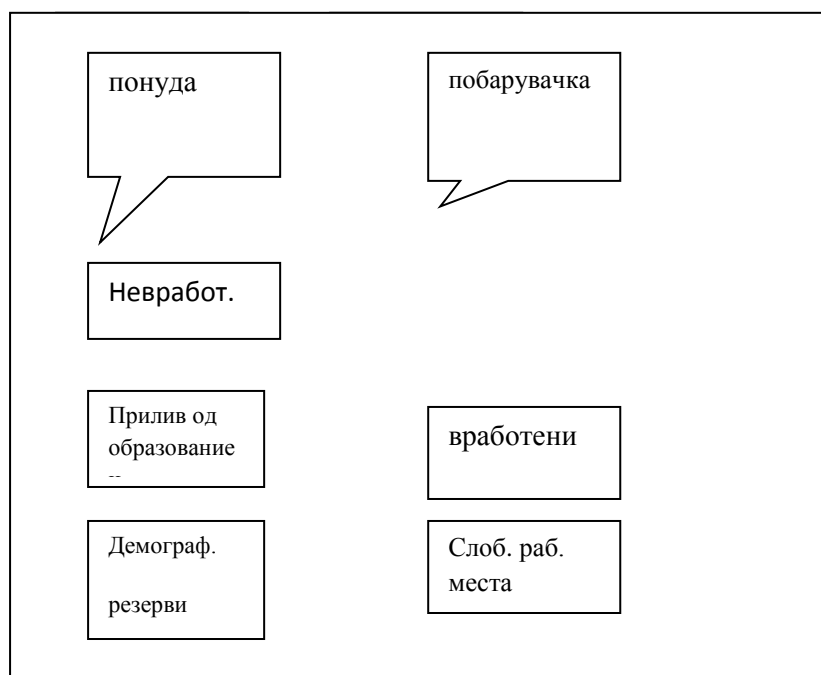 понуда
побарувачка
Невработ.
Прилив од
образование
вработени
Демограф.
резерви
Слоб. раб.
места